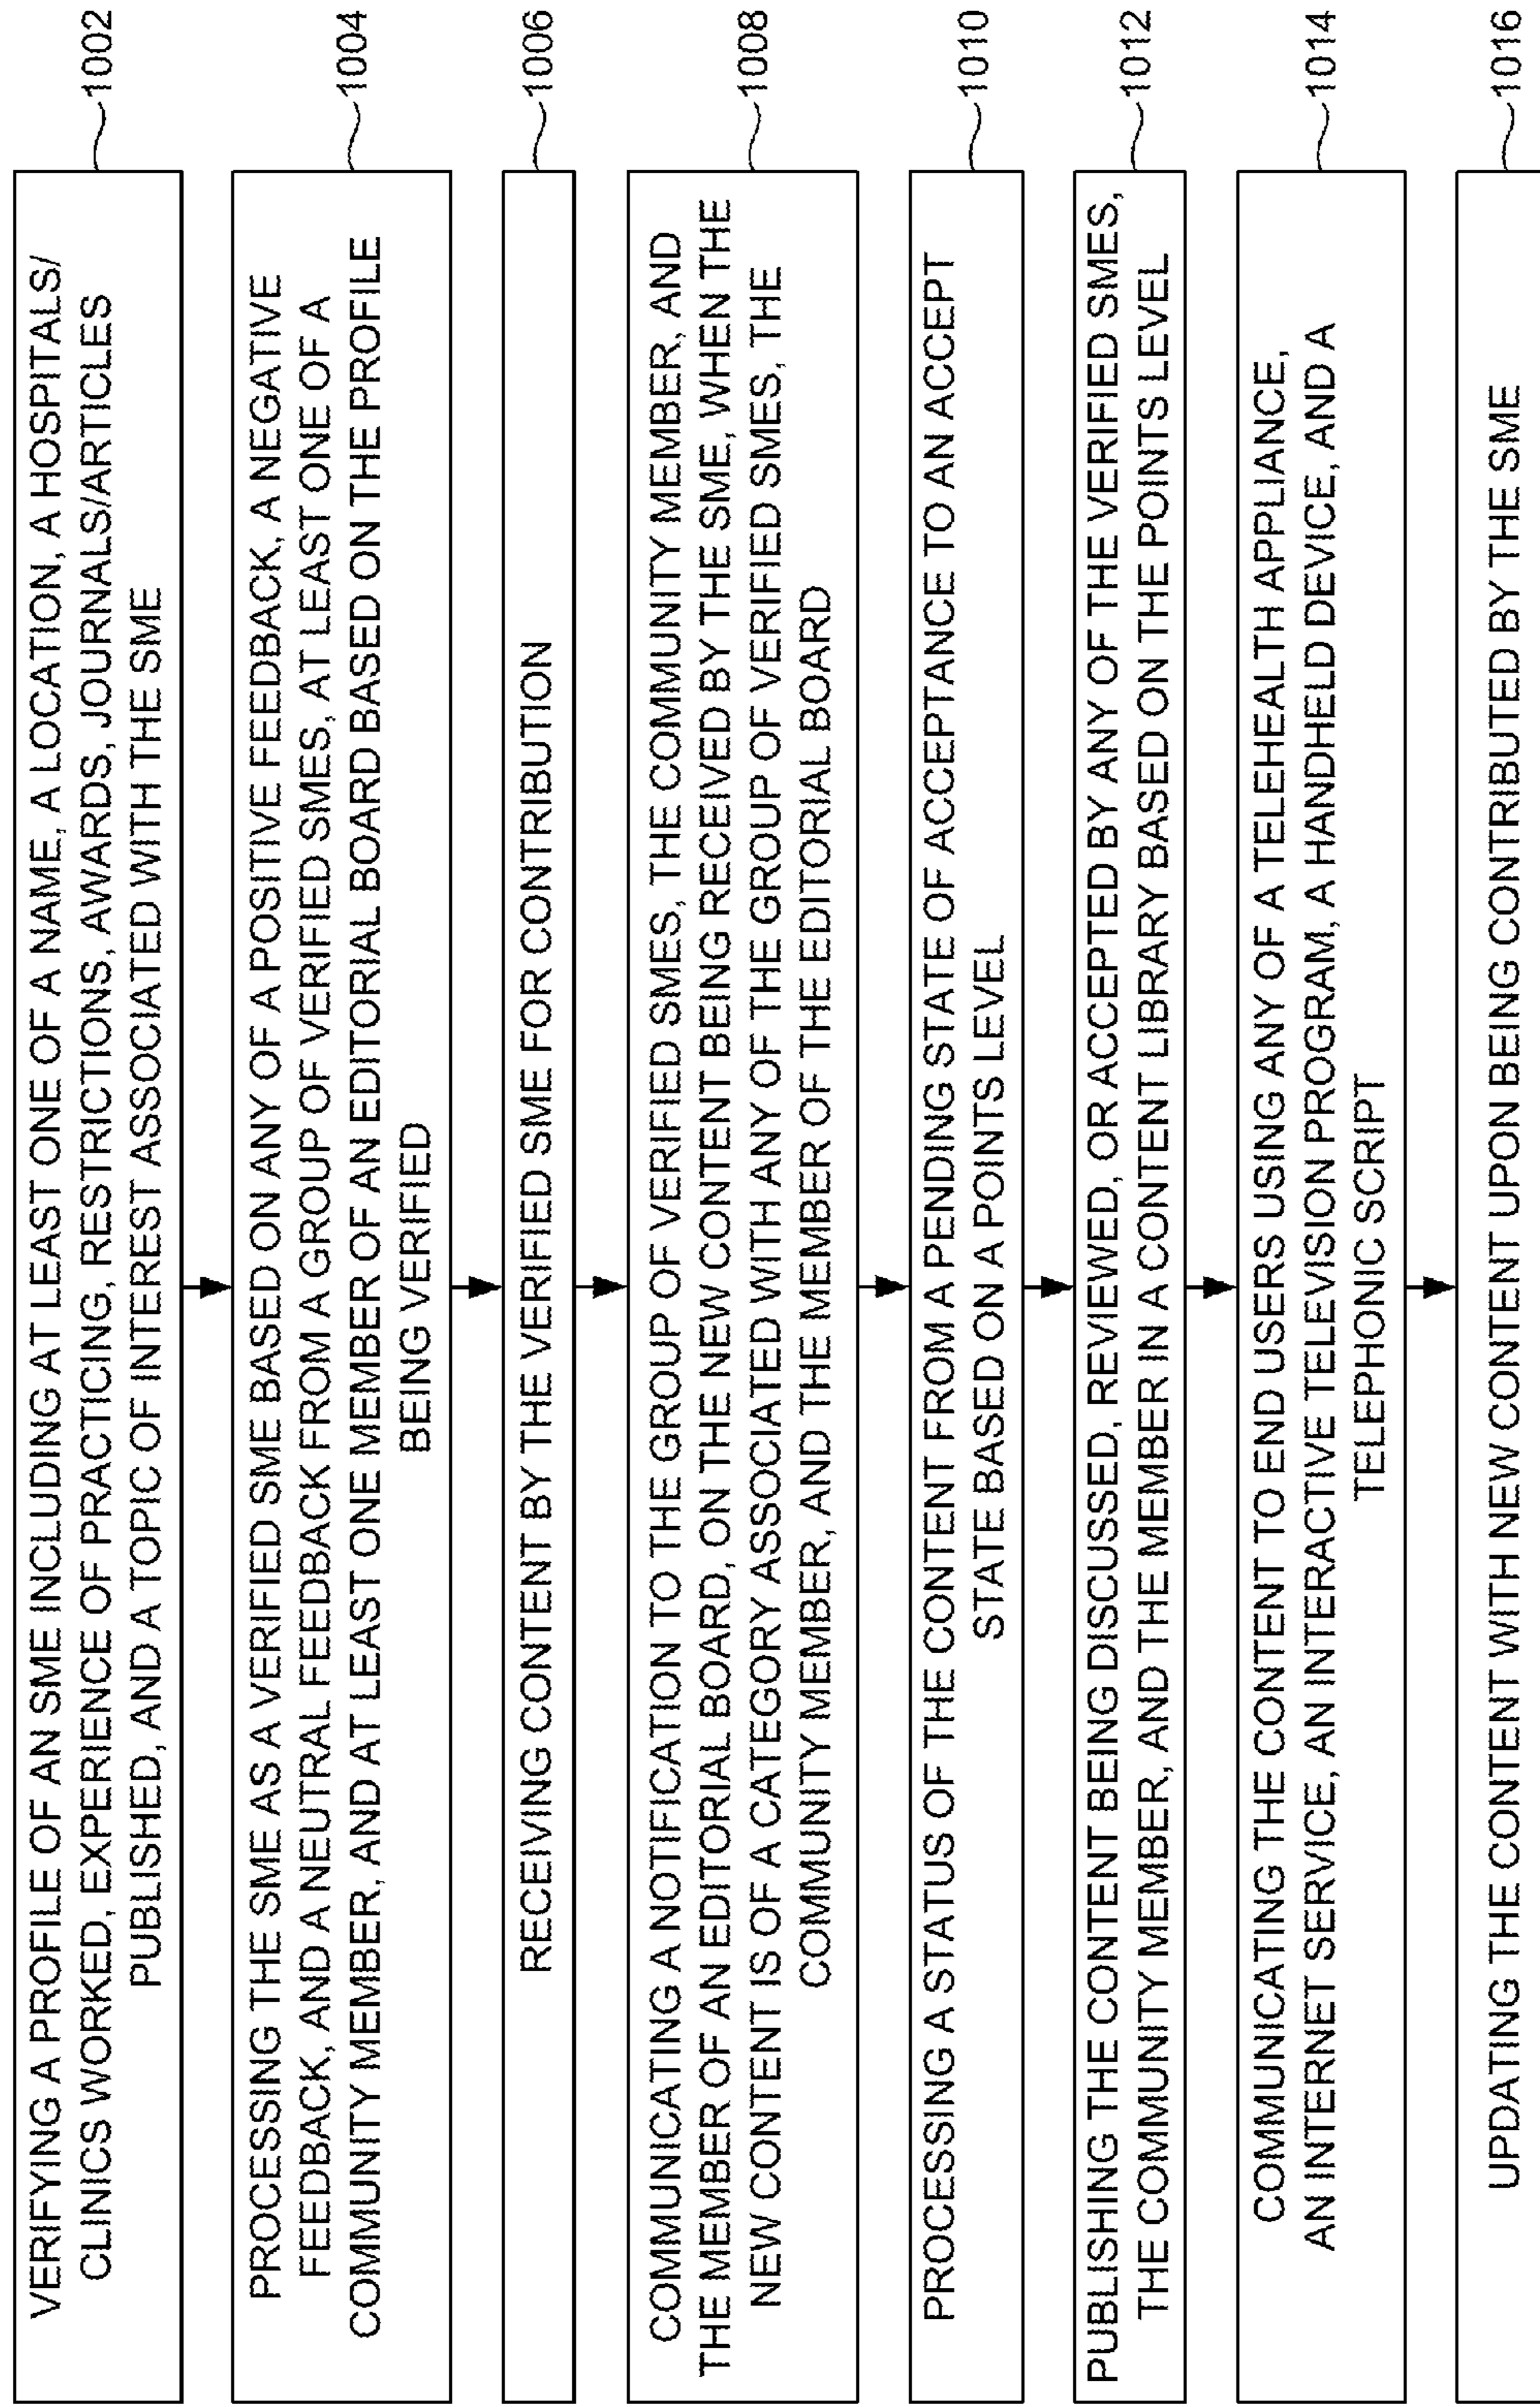 VERIFYING A PROFILE OF AN SME INCLUDING AT LEAST ONE OF A NAME, A LOCATION, A HOSPITALS/
CLINICS WORKED, EXPERIENCE OF PRACTICING, RESTRICTIONS, AWARDS, JOURNALS/ARTICLES
PUBLISHED, AND A TOPIC OF INTEREST ASSOCIATED WITH THE SME
1002
PROCESSING THE SME AS A VERIFIED SME BASED ON ANY OF A POSITIVE FEEDBACK, A NEGATIVE
FEEDBACK, AND A NEUTRAL FEEDBACK FROM A GROUP OF VERIFIED SMES, AT LEAST ONE OF A
COMMUNITY MEMBER, AND AT LEAST ONE MEMBER OF AN EDITORIAL BOARD BASED ON THE PROFILE
BEING VERIFIED
1004
RECEIVING CONTENT BY THE VERIFIED SME FOR CONTRIBUTION
1006
COMMUNICATING A NOTIFICATION TO THE GROUP OF VERIFIED SMES, THE COMMUNITY MEMBER, AND
THE MEMBER OF AN EDITORIAL BOARD, ON THE NEW CONTENT BEING RECEIVED BY THE SME, WHEN THE
NEW CONTENT IS OF A CATEGORY ASSOCIATED WITH ANY OF THE GROUP OF VERIFIED SMES, THE
COMMUNITY MEMBER, AND THE MEMBER OF THE EDITORIAL BOARD
1008
PROCESSING A STATUS OF THE CONTENT FROM A PENDING STATE OF ACCEPTANCE TO AN ACCEPT
STATE BASED ON A POINTS LEVEL
1010
PUBLISHING THE CONTENT BEING DISCUSSED, REVIEWED, OR ACCEPTED BY ANY OF THE VERIFIED SMES,
THE COMMUNITY MEMBER, AND THE MEMBER IN A CONTENT LIBRARY BASED ON THE POINTS LEVEL
1012
COMMUNICATING THE CONTENT TO END USERS USING ANY OF A TELEHEALTH APPLIANCE,
AN INTERNET SERVICE, AN INTERACTIVE TELEVISION PROGRAM, A HANDHELD DEVICE, AND A
TELEPHONIC SCRIPT
1014
UPDATING THE CONTENT WITH NEW CONTENT UPON BEING CONTRIBUTED BY THE SME
1016